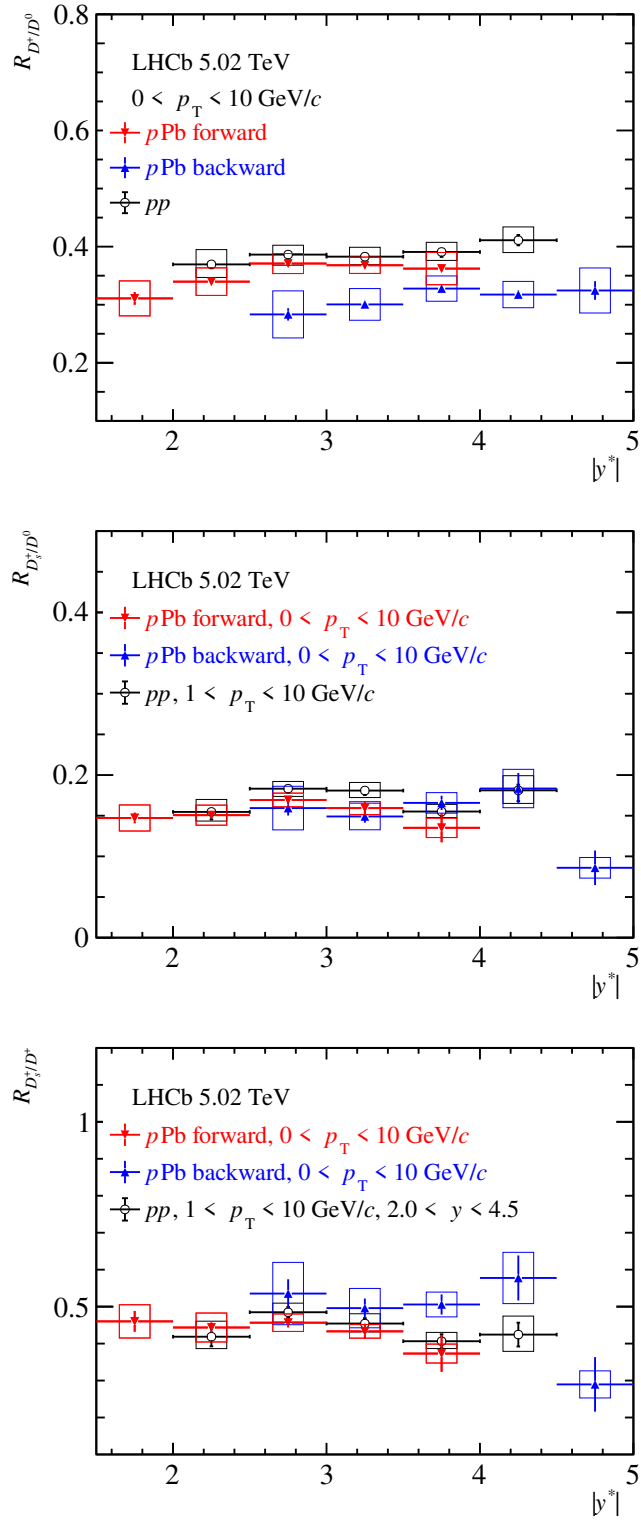 R_{D^+/D^0}
0.8
LHCb 5.02 TeV
0 < p_T < 10 GeV/c
pPb forward
0.6
pPb backward
pp
0.4
0.2
2 3 4 5
|y*|
R_{D_s^+/D^0}
LHCb 5.02 TeV
0.4
pPb forward, 0 < p_T < 10 GeV/c
pPb backward, 0 < p_T < 10 GeV/c
pp, 1 < p_T < 10 GeV/c
0.2
0
2 3 4 5
|y*|
R_{D_s^+/D^+}
LHCb 5.02 TeV
1
pPb forward, 0 < p_T < 10 GeV/c
pPb backward, 0 < p_T < 10 GeV/c
pp, 1 < p_T < 10 GeV/c, 2.0 < y < 4.5
0.5
2 3 4 5
|y*|